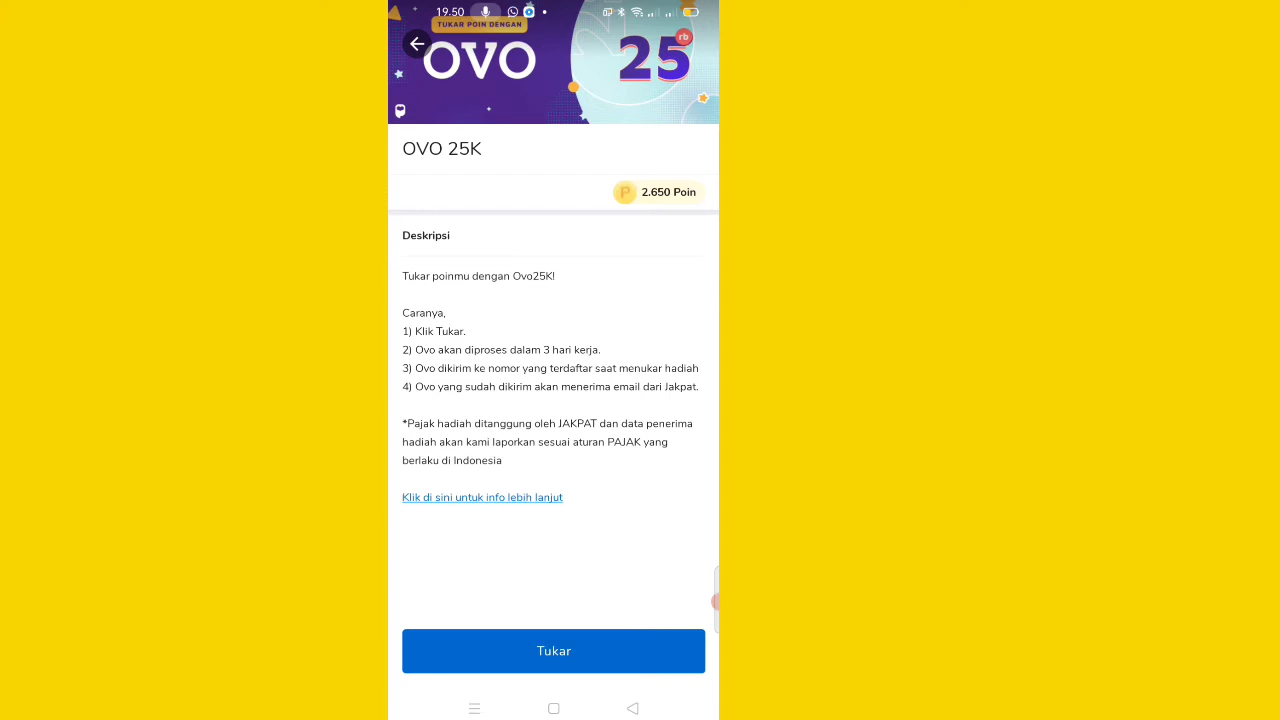 19.50
TUKAR POIN DENGAN
OVO
25
rb
OVO 25K
P 2.650 Poin
Deskripsi
Tukar poinmu dengan Ovo25K!
Caranya,
1) Klik Tukar.
2) Ovo akan diproses dalam 3 hari kerja.
3) Ovo dikirim ke nomor yang terdaftar saat menukar hadiah
4) Ovo yang sudah dikirim akan menerima email dari Jakpat.
*Pajak hadiah ditanggung oleh JAKPAT dan data penerima
hadiah akan kami laporkan sesuai aturan PAJAK yang
berlaku di Indonesia
Klik di sini untuk info lebih lanjut
Tukar